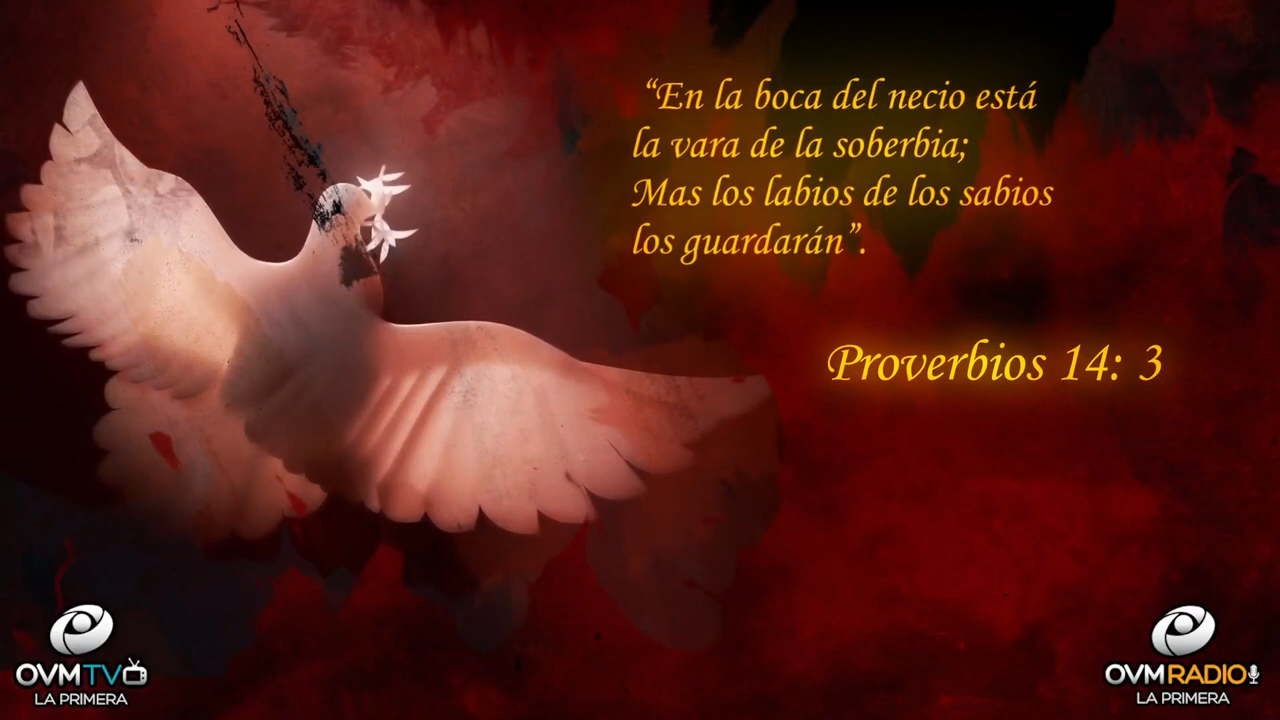 “En la boca del necio está
la vara de la soberbia;
Mas los labios de los sabios
los guardarán”.
Proverbios 14: 3
OVMTV
LA PRIMERA
OVMRADIO
LA PRIMERA